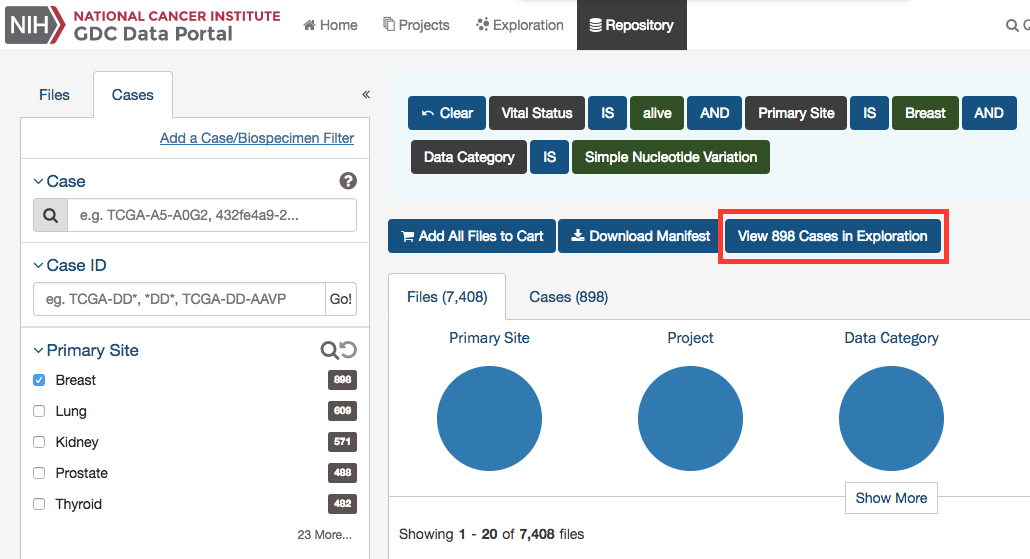 NIH NATIONAL CANCER INSTITUTE
GDC Data Portal
Home Projects Exploration Repository Q
Files Cases «
Add a Case/Biospecimen Filter
Case ?
e.g. TCGA-A5-A0G2, 432fe4a9-2...
Case ID
eg. TCGA-DD*, *DD*, TCGA-DD-AAVP Go!
Primary Site
Breast 898
Lung 609
Kidney 571
Prostate 488
Thyroid 482
23 More...
Clear Vital Status IS alive AND Primary Site IS Breast AND
Data Category IS Simple Nucleotide Variation
Add All Files to Cart Download Manifest View 898 Cases in Exploration
Files (7,408) Cases (898)
Primary Site Project Data Category
Show More
Showing 1 - 20 of 7,408 files